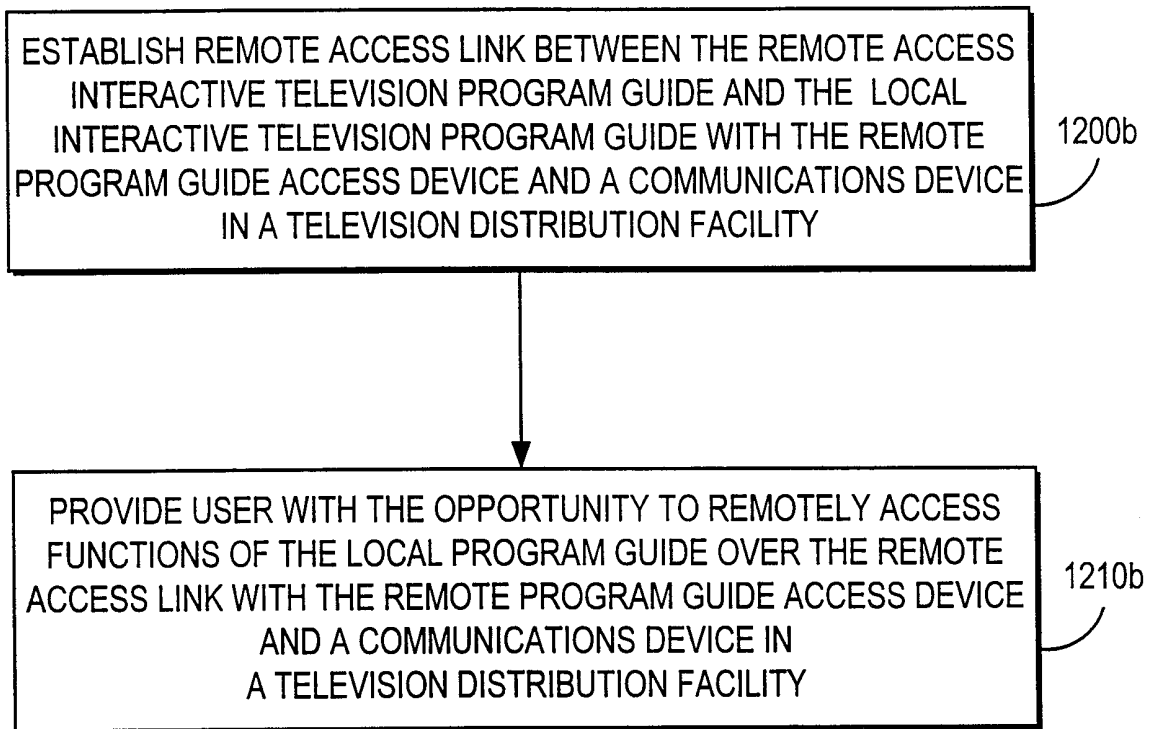 ESTABLISH REMOTE ACCESS LINK BETWEEN THE REMOTE ACCESS
INTERACTIVE TELEVISION PROGRAM GUIDE AND THE LOCAL
INTERACTIVE TELEVISION PROGRAM GUIDE WITH THE REMOTE
PROGRAM GUIDE ACCESS DEVICE AND A COMMUNICATIONS DEVICE
IN A TELEVISION DISTRIBUTION FACILITY
1200b
PROVIDE USER WITH THE OPPORTUNITY TO REMOTELY ACCESS
FUNCTIONS OF THE LOCAL PROGRAM GUIDE OVER THE REMOTE
ACCESS LINK WITH THE REMOTE PROGRAM GUIDE ACCESS DEVICE
AND A COMMUNICATIONS DEVICE IN
A TELEVISION DISTRIBUTION FACILITY
1210b